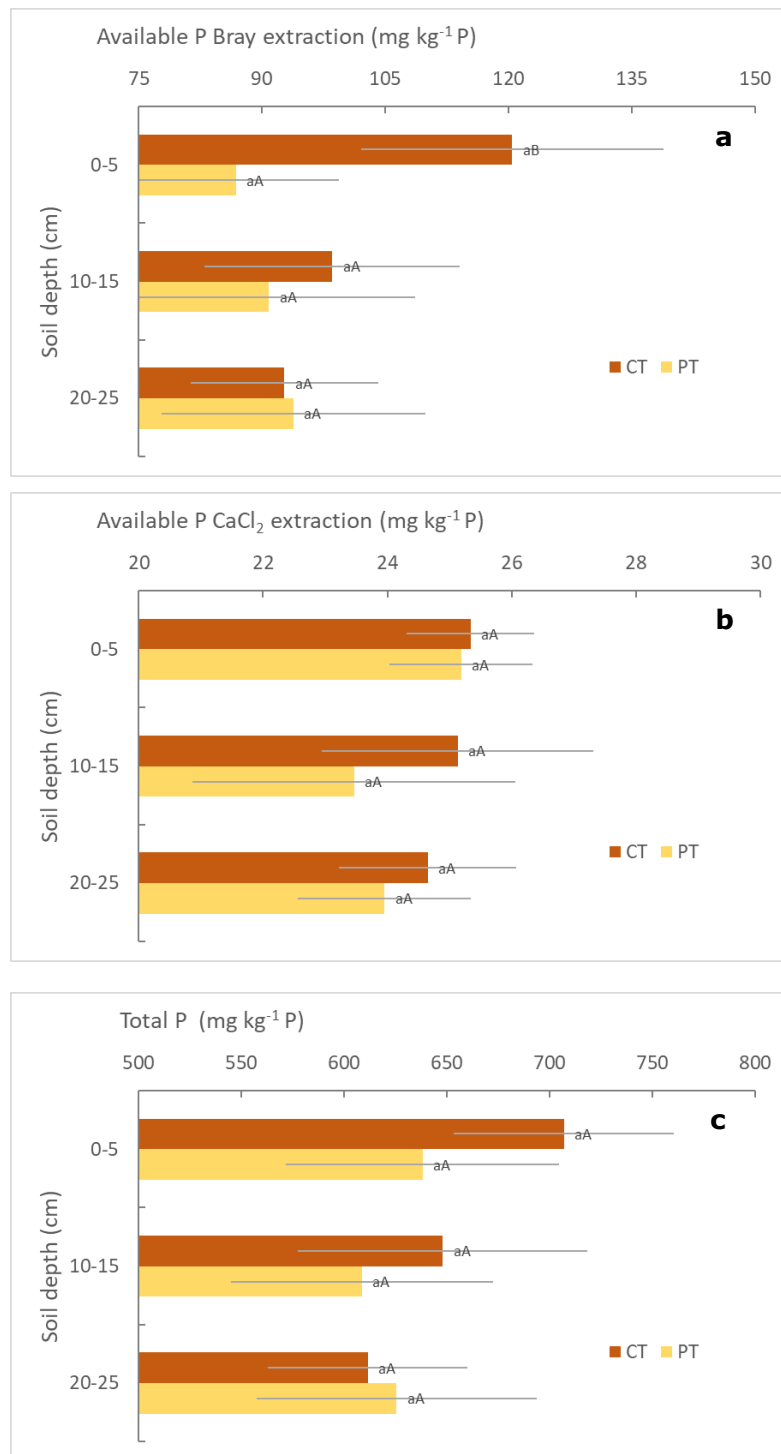 Available P Bray extraction (mg kg⁻¹ P)
75 90 105 120 135 150
a
Soil depth (cm)
0-5
aB
aA
10-15
aA
aA
20-25
aA
aA
CT PT
Available P CaCl₂ extraction (mg kg⁻¹ P)
20 22 24 26 28 30
b
Soil depth (cm)
0-5
aA
aA
10-15
aA
aA
20-25
aA
aA
CT PT
Total P (mg kg⁻¹ P)
500 550 600 650 700 750 800
c
Soil depth (cm)
0-5
aA
aA
10-15
aA
aA
20-25
aA
aA
CT PT